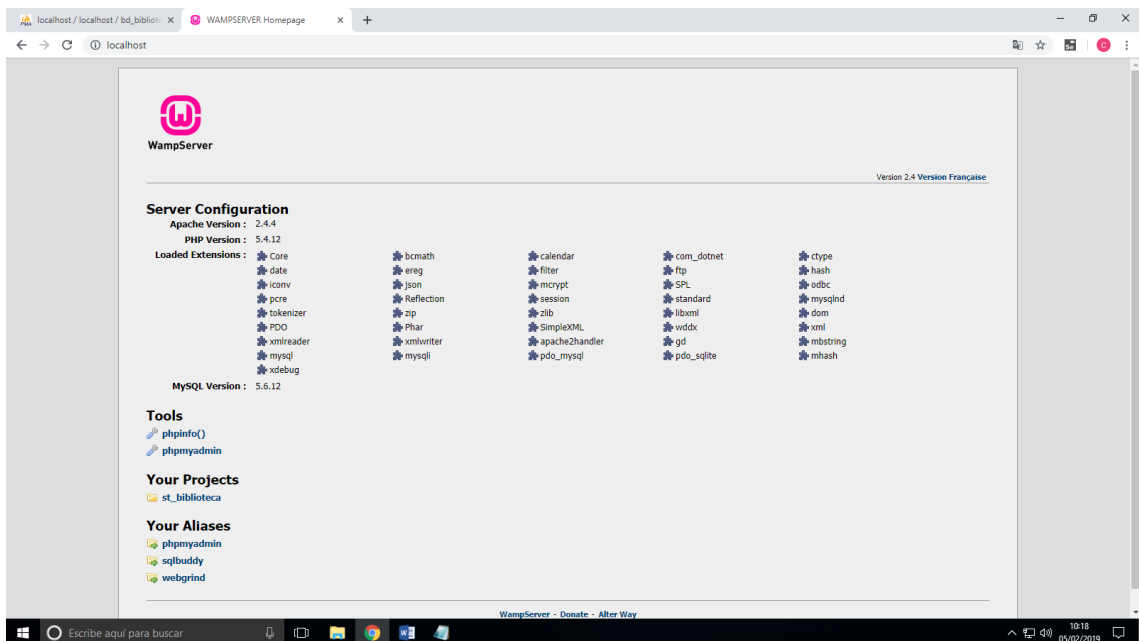 localhost / localhost / bd_bibliot
WAMPSERVER Homepage
localhost
WampServer
Version 2.4 Version Française
Server Configuration
Apache Version : 2.4.4
PHP Version : 5.4.12
Loaded Extensions : Core bcmath calendar com_dotnet ctype
date ereg filter ftp hash
iconv json mcrypt SPL odbc
pcre Reflection session standard mysqlnd
tokenizer zip zlib libxml dom
PDO Phar SimpleXML wddx xml
xmlreader xmlwriter apache2handler gd mbstring
mysql mysqli pdo_mysql pdo_sqlite mhash
xdebug
MySQL Version : 5.6.12
Tools
phpinfo()
phpmyadmin
Your Projects
st_biblioteca
Your Aliases
phpmyadmin
sqlbuddy
webgrind
WampServer - Donate - Alter Way
Escribe aquí para buscar
10:18
05/02/2019